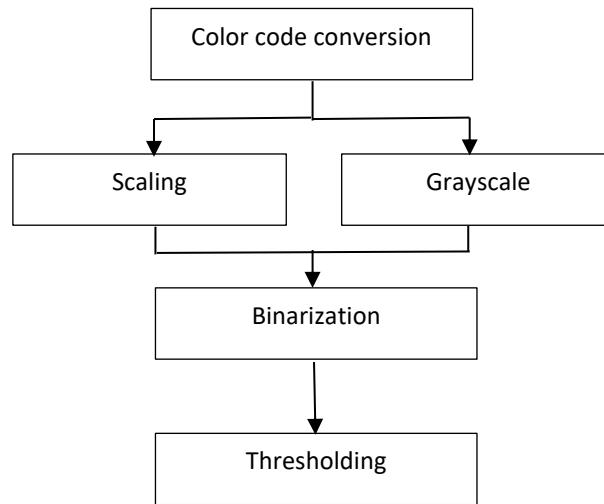 Color code conversion
Scaling
Grayscale
Binarization
Thresholding